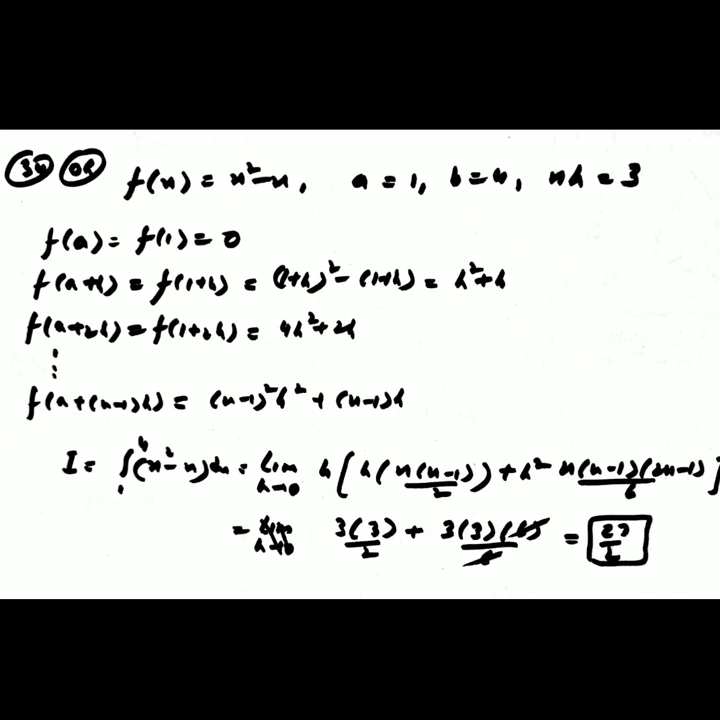 34 OR f(x) = x²-x, a = 1, b = 4, nh = 3
f(a) = f(1) = 0
f(a+h) = f(1+h) = (1+h)² - (1+h) = h²+h
f(a+2h) = f(1+2h) = 4h²+2h
⋮
f(a+(n-1)h) = (n-1)²h² + (n-1)h
I = ∫₁⁴(x²-x)dx = lim h→0 h[h(n(n-1))/2 + h² n(n-1)(2n-1)/6]
= lim h→0 3(3)/2 + 3(3)(6)/6 = 27/2